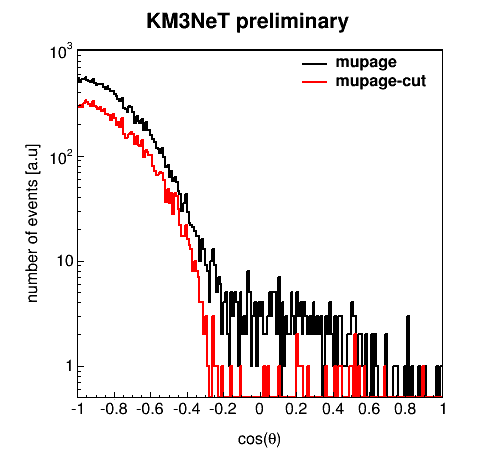 KM3NeT preliminary
number of events [a.u]
10³
10²
10
1
mupage
mupage-cut
-1 -0.8 -0.6 -0.4 -0.2 0 0.2 0.4 0.6 0.8 1
cos(θ)